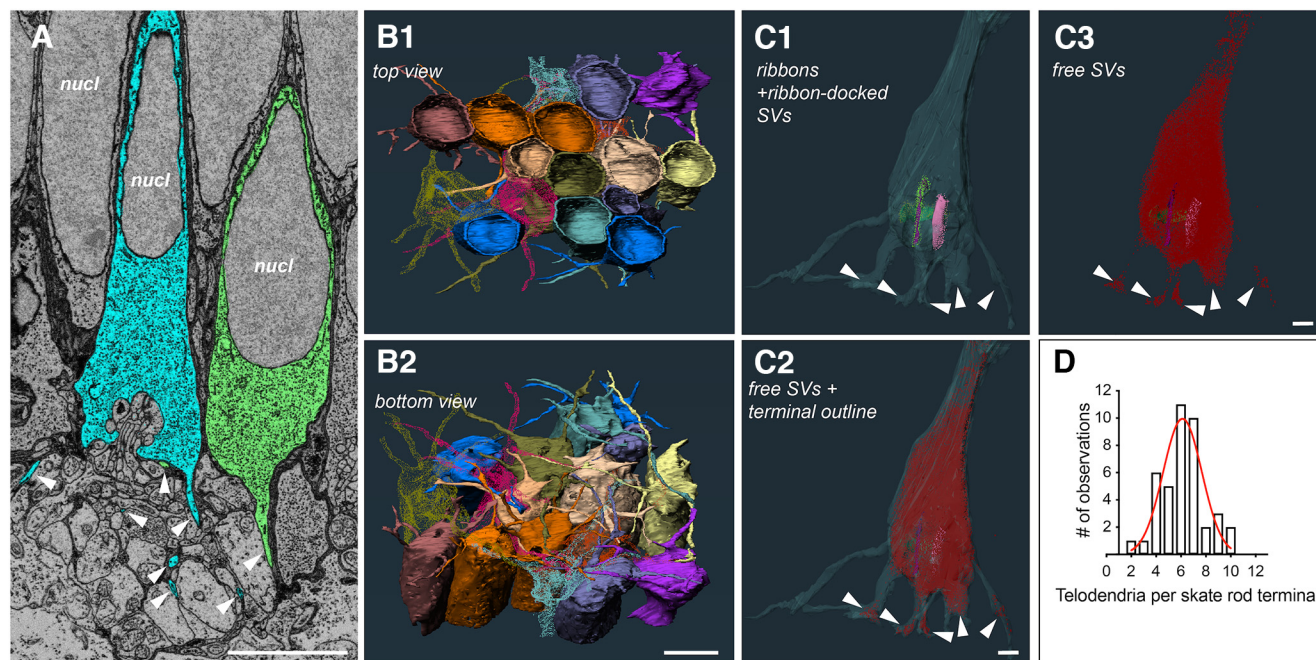 A
nucl
nucl
nucl
B1
top view
B2
bottom view
C1
ribbons
+ribbon-docked
SVs
C2
free SVs +
terminal outline
C3
free SVs
D
# of observations
12
10
8
6
4
2
0 2 4 6 8 10 12
Telodendria per skate rod termina